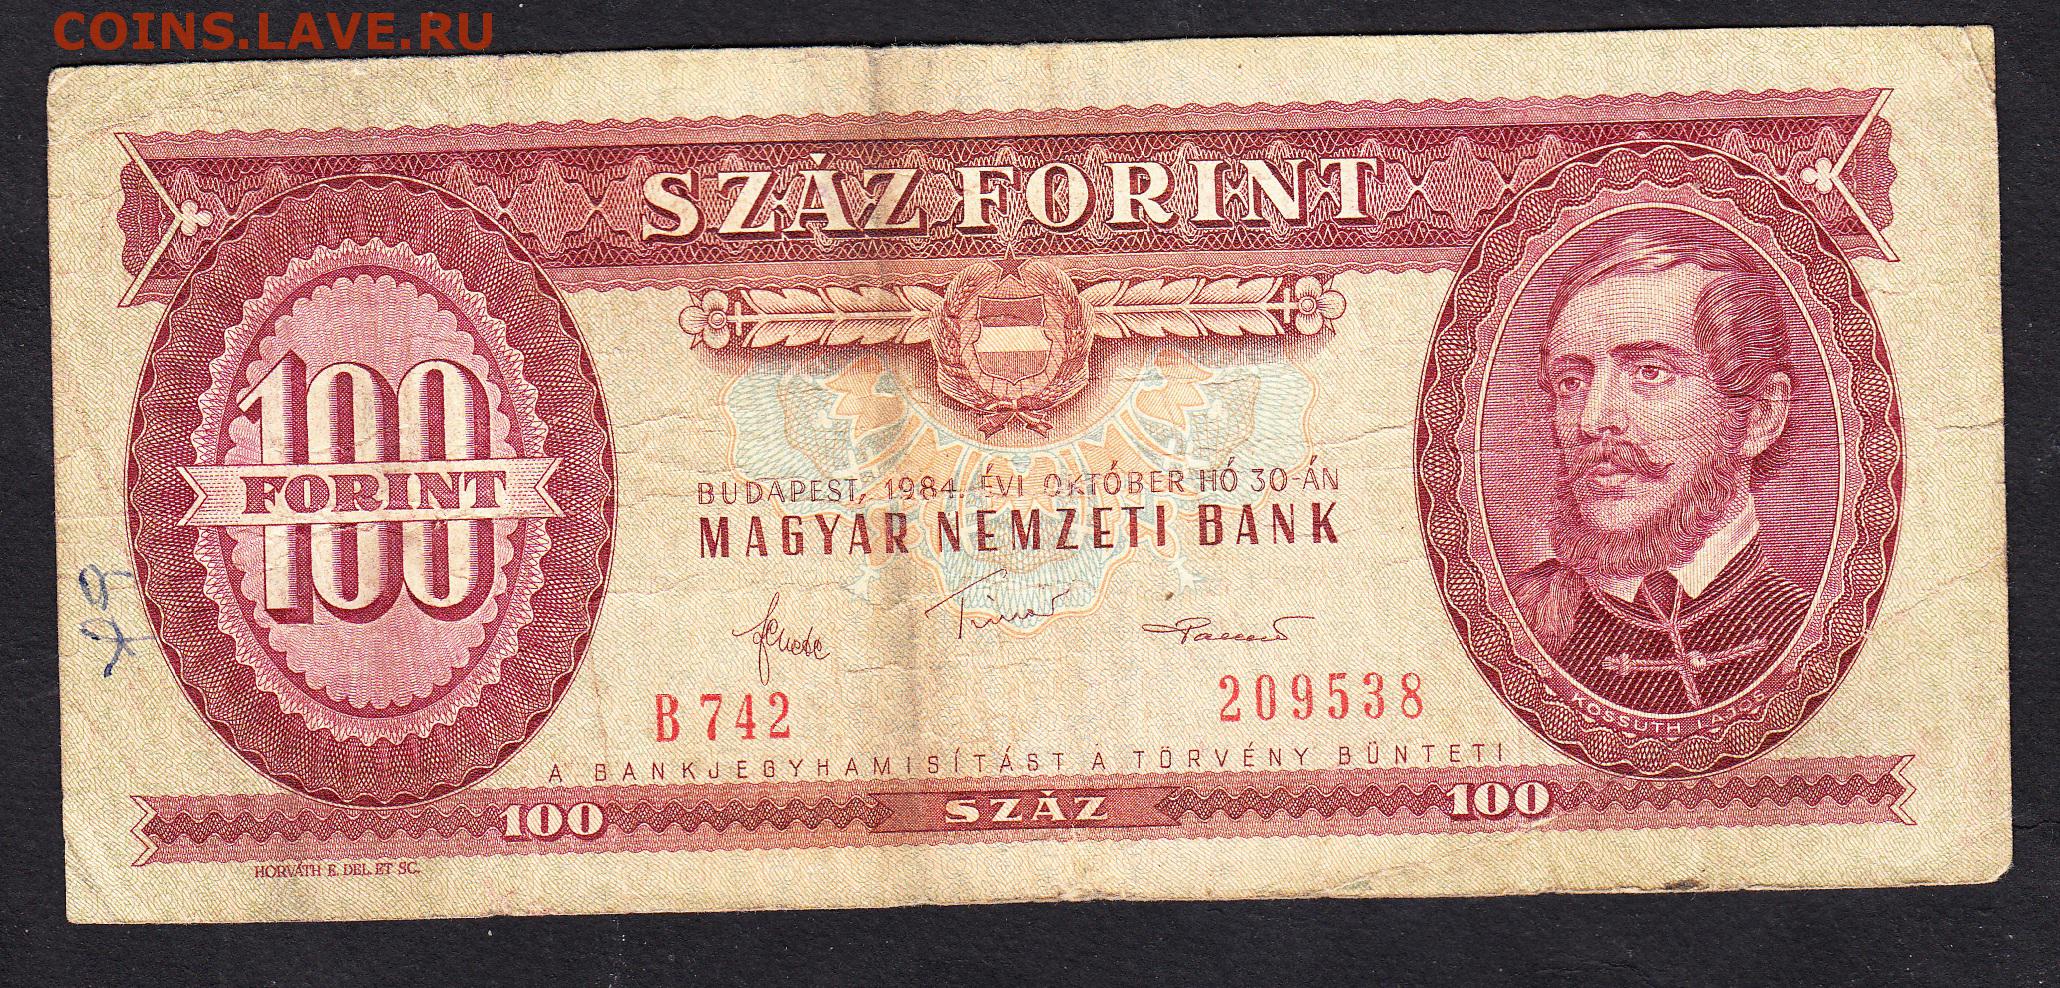 COINS.LAVE.RU
SZÁZ FORINT
100
FORINT
100
BUDAPEST, 1984. ÉVI OKTÓBER HÓ 30-ÁN
MAGYAR NEMZETI BANK
B 742
209538
KOSSUTH LAJOS
A BANKJEGYHAMISÍTÁST A TÖRVÉNY BÜNTETI
100 SZÁZ 100
HORVÁTH E. DEL. ET SC.